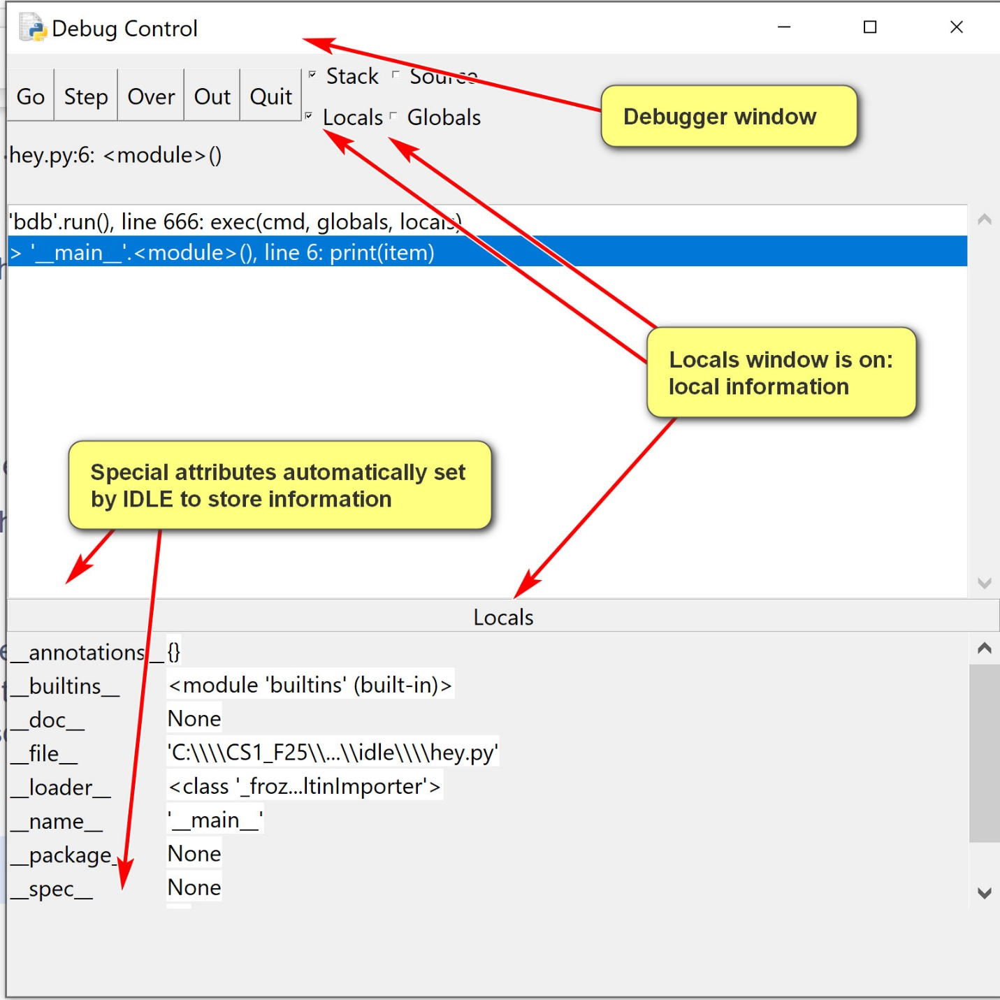 Debug Control
Go Step Over Out Quit
Stack Source
Locals Globals
Debugger window
hey.py:6: <module>()
'bdb'.run(), line 666: exec(cmd, globals, locals)
> '__main__'.<module>(), line 6: print(item)
Locals window is on:
local information
Special attributes automatically set
by IDLE to store information
Locals
__annotations__ {}
__builtins__ <module 'builtins' (built-in)>
__doc__ None
__file__ 'C:\\\\CS1_F25\\...\\idle\\\\hey.py'
__loader__ <class '_froz...ltinImporter'>
__name__ '__main__'
__package_ None
__spec__ None